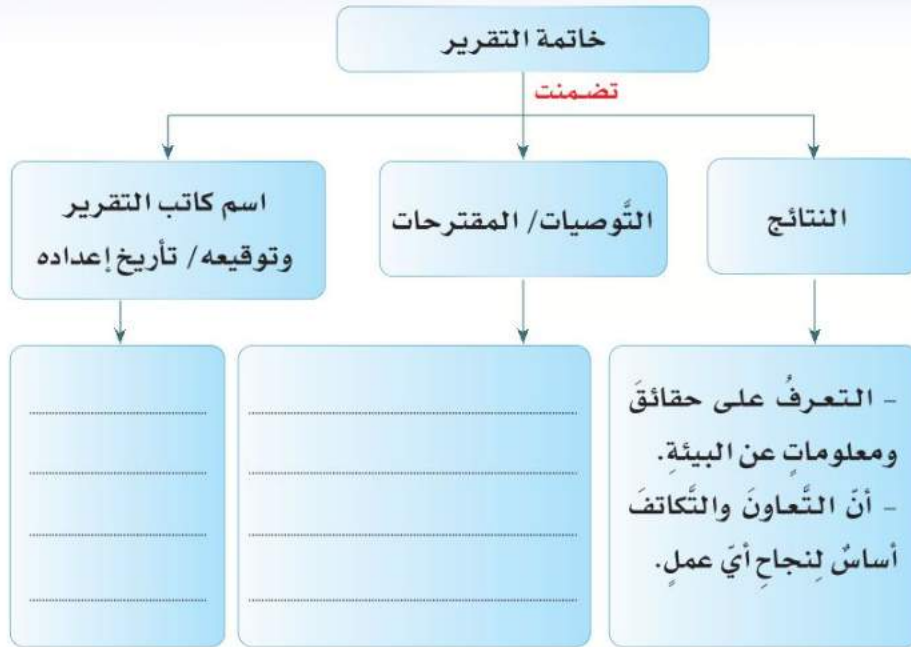 خاتمة التقرير
تضمنت
النتائج
التَّوصيات/ المقترحات
اسم كاتب التقرير
وتوقيعه/ تأريخ إعداده
- التعرفُ على حقائقَ
ومعلوماتٍ عن البيئةِ.
- أنّ التَّعاونَ والتَّكاتفَ
أساسٌ لِنجاحِ أيّ عملٍ.